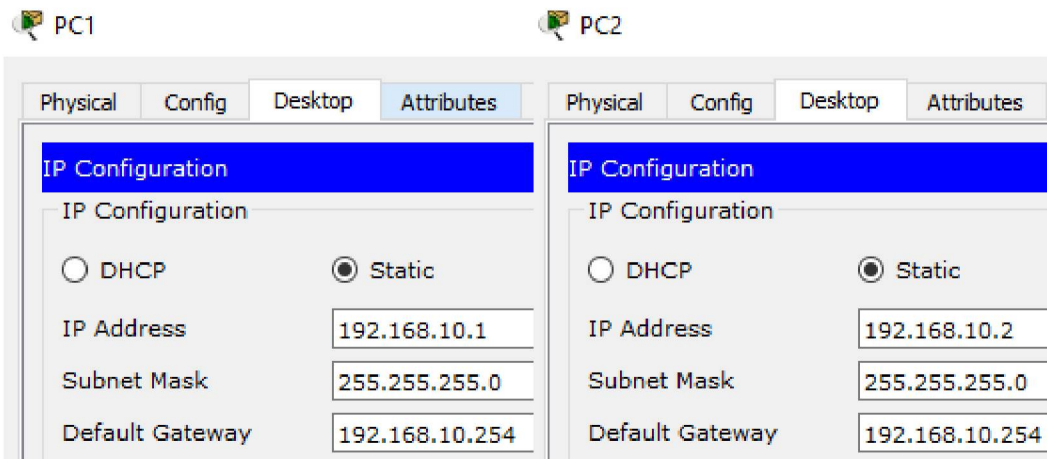 PC1
Physical Config Desktop Attributes
IP Configuration
IP Configuration
DHCP Static
IP Address 192.168.10.1
Subnet Mask 255.255.255.0
Default Gateway 192.168.10.254
PC2
Physical Config Desktop Attributes
IP Configuration
IP Configuration
DHCP Static
IP Address 192.168.10.2
Subnet Mask 255.255.255.0
Default Gateway 192.168.10.254